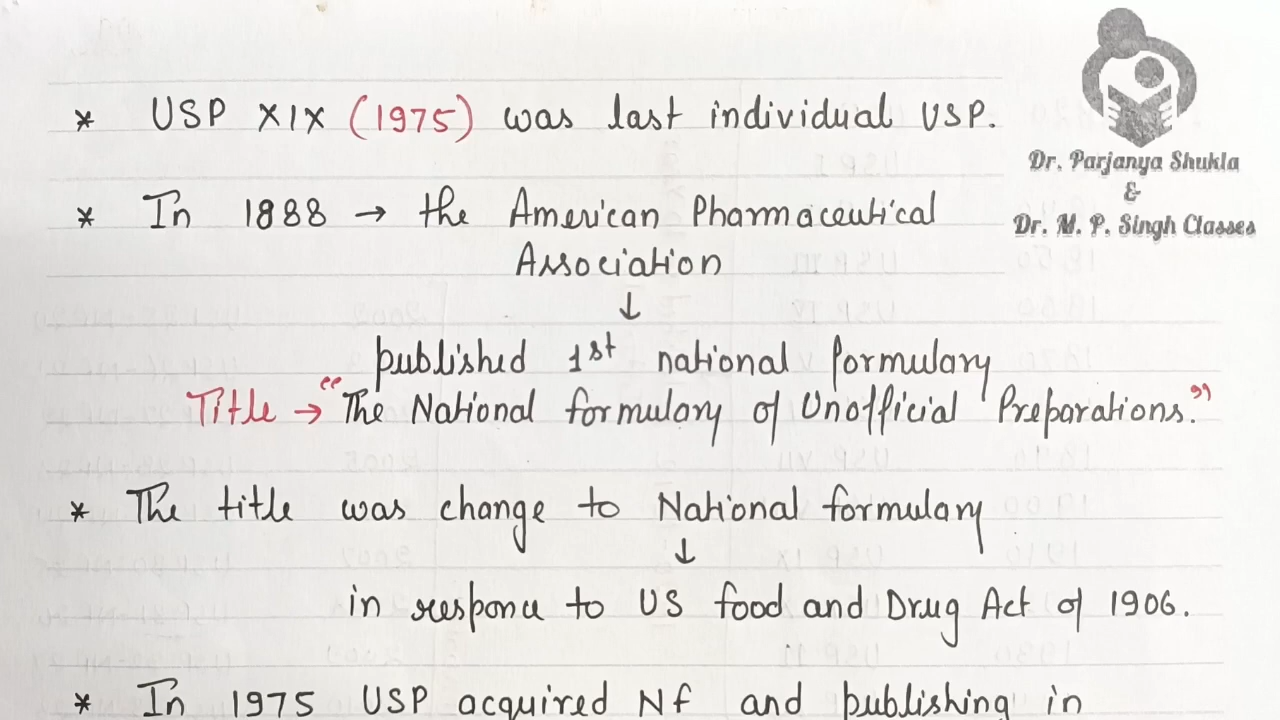 * USP XIX (1975) was last individual USP.
Dr. Parjanya Shukla
&
Dr. M. P. Singh Classes
* In 1888 → the American Pharmaceutical
Association
↓
published 1st national formulary
Title → "The National formulary of Unofficial Preparations."
* The title was change to National formulary
↓
in response to US food and Drug Act of 1906.
* In 1975 USP acquired Nf and publishing in